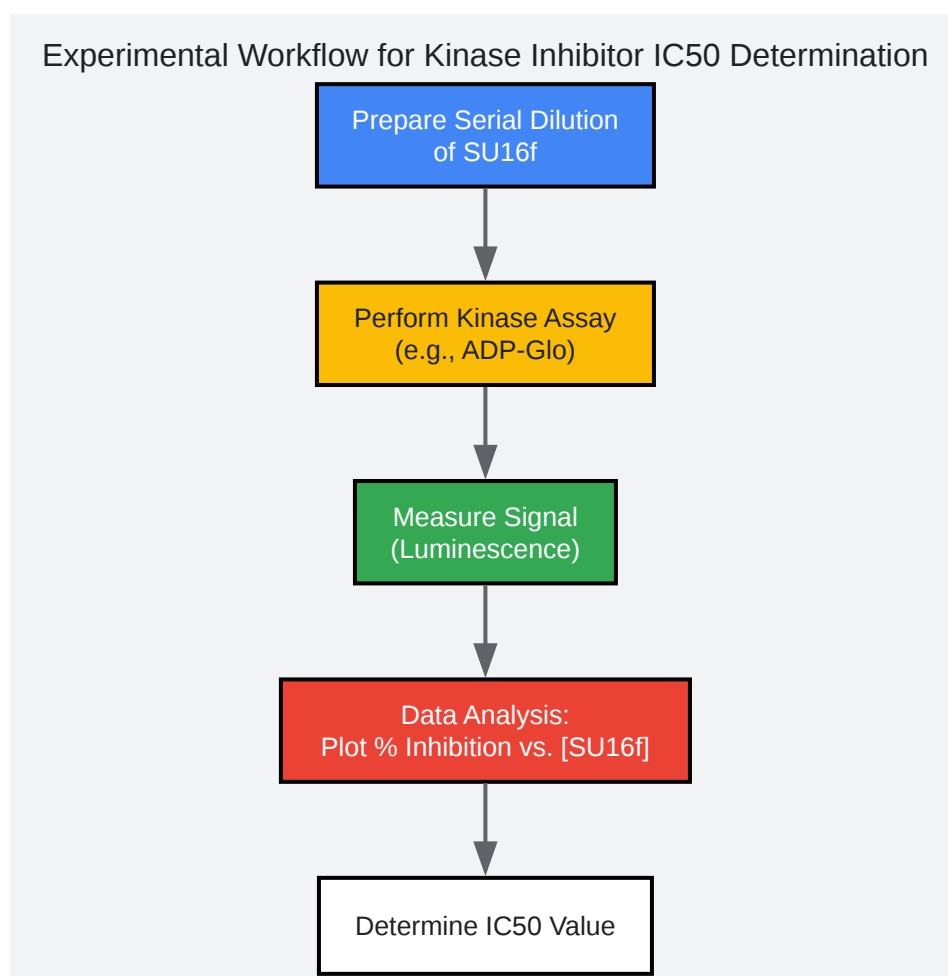 Experimental Workflow for Kinase Inhibitor IC50 Determination
Prepare Serial Dilution
of SU16f
Perform Kinase Assay
(e.g., ADP-Glo)
Measure Signal
(Luminescence)
Data Analysis:
Plot % Inhibition vs. [SU16f]
Determine IC50 Value